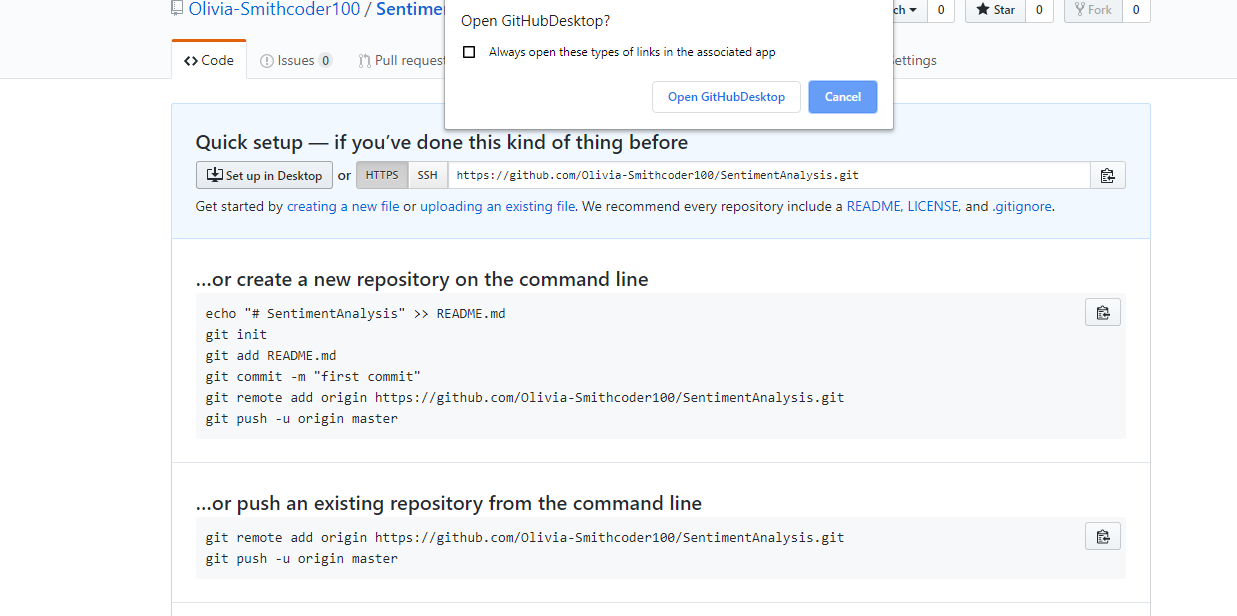 Olivia-Smithcoder100 / Sentimen
Open GitHubDesktop?
Always open these types of links in the associated app
Open GitHubDesktop Cancel
ch 0 Star 0 Fork 0
Code Issues 0 Pull request ettings
Quick setup — if you’ve done this kind of thing before
Set up in Desktop or HTTPS SSH https://github.com/Olivia-Smithcoder100/SentimentAnalysis.git
Get started by creating a new file or uploading an existing file. We recommend every repository include a README, LICENSE, and .gitignore.
…or create a new repository on the command line
echo "# SentimentAnalysis" >> README.md
git init
git add README.md
git commit -m "first commit"
git remote add origin https://github.com/Olivia-Smithcoder100/SentimentAnalysis.git
git push -u origin master
…or push an existing repository from the command line
git remote add origin https://github.com/Olivia-Smithcoder100/SentimentAnalysis.git
git push -u origin master